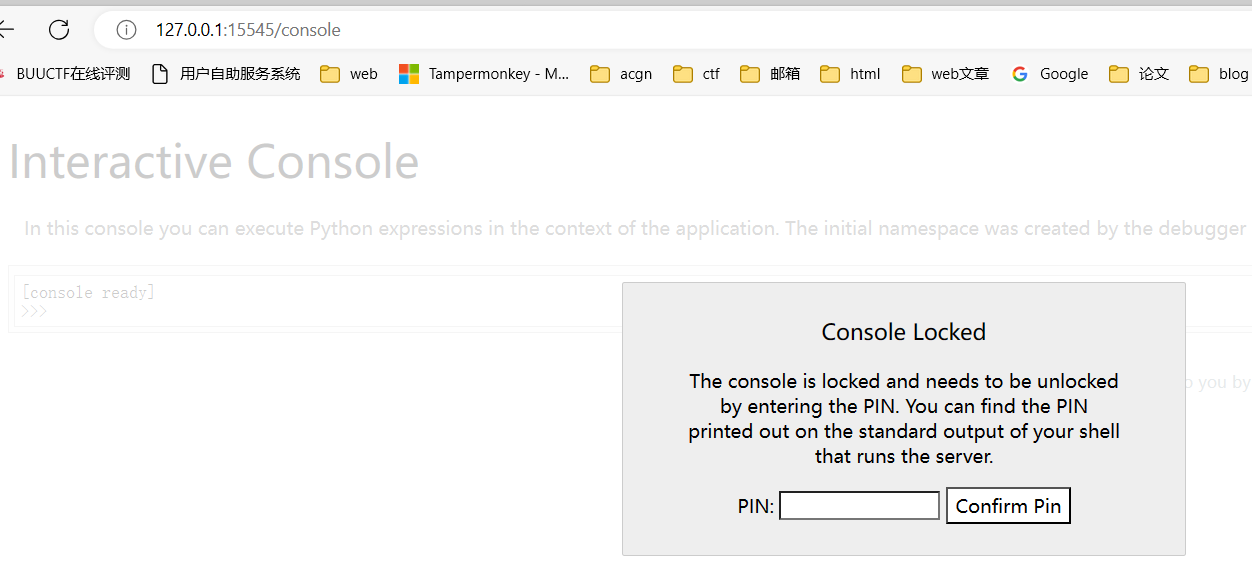 127.0.0.1:15545/console
BUUCTF在线评测 用户自助服务系统 web Tampermonkey - M... acgn ctf 邮箱 html web文章 Google 论文 blog
Interactive Console
In this console you can execute Python expressions in the context of the application. The initial namespace was created by the debugger
[console ready]
>>>
Console Locked
The console is locked and needs to be unlocked
by entering the PIN. You can find the PIN
printed out on the standard output of your shell
that runs the server.
PIN: Confirm Pin
to you by